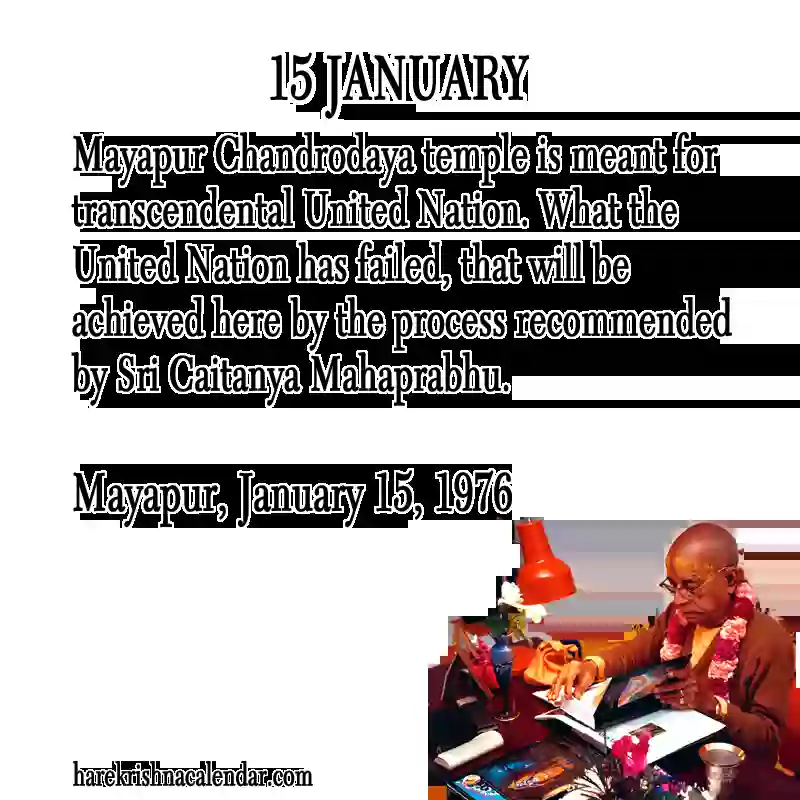 15 JANUARY
Mayapur Chandrodaya temple is meant for
transcendental United Nation. What the
United Nation has failed, that will be
achieved here by the process recommended
by Sri Caitanya Mahaprabhu.
Mayapur, January 15, 1976
harekrishnacalendar.com